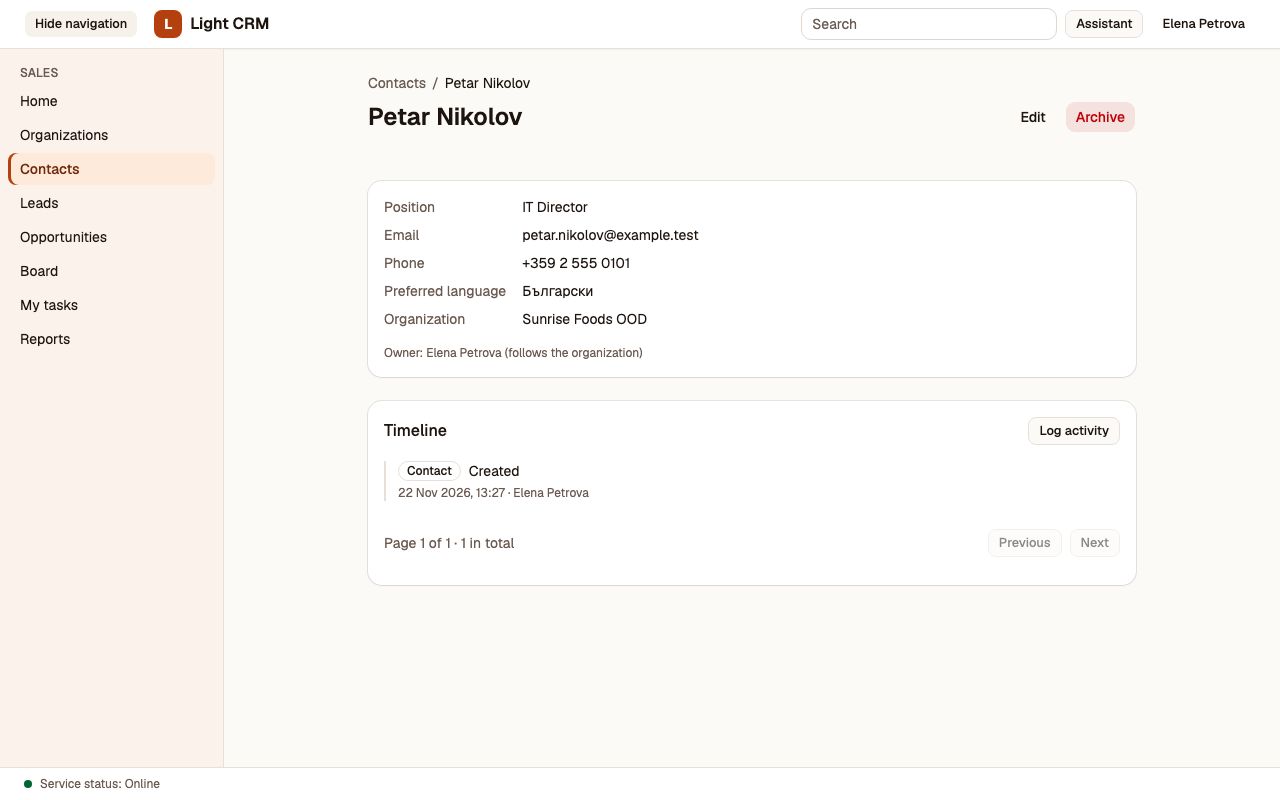 Hide navigation
L
Light CRM
Search
Assistant
Elena Petrova
SALES
Home
Organizations
Contacts
Leads
Opportunities
Board
My tasks
Reports
Contacts / Petar Nikolov
Petar Nikolov
Edit
Archive
Position IT Director
Email petar.nikolov@example.test
Phone +359 2 555 0101
Preferred language Български
Organization Sunrise Foods OOD
Owner: Elena Petrova (follows the organization)
Timeline
Log activity
Contact Created
22 Nov 2026, 13:27 · Elena Petrova
Page 1 of 1 · 1 in total
Previous
Next
Service status: Online